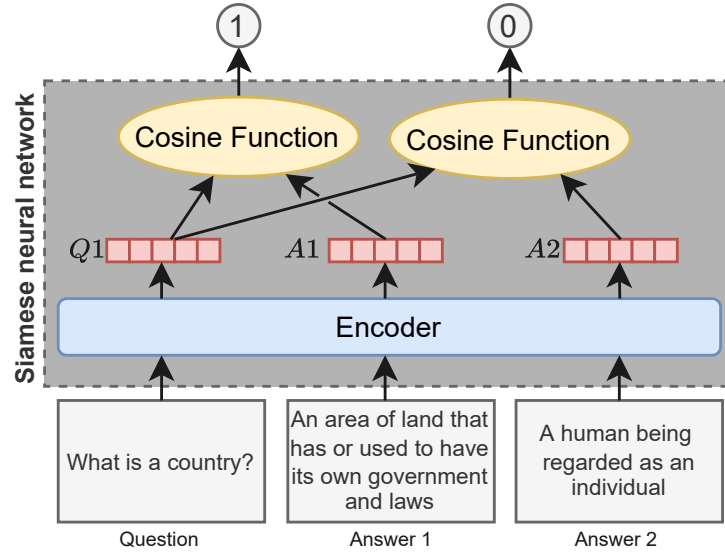 1
0
Siamese neural network
Cosine Function
Cosine Function
Q1
A1
A2
Encoder
What is a country?
An area of land that
has or used to have
its own government
and laws
A human being
regarded as an
individual
Question
Answer 1
Answer 2